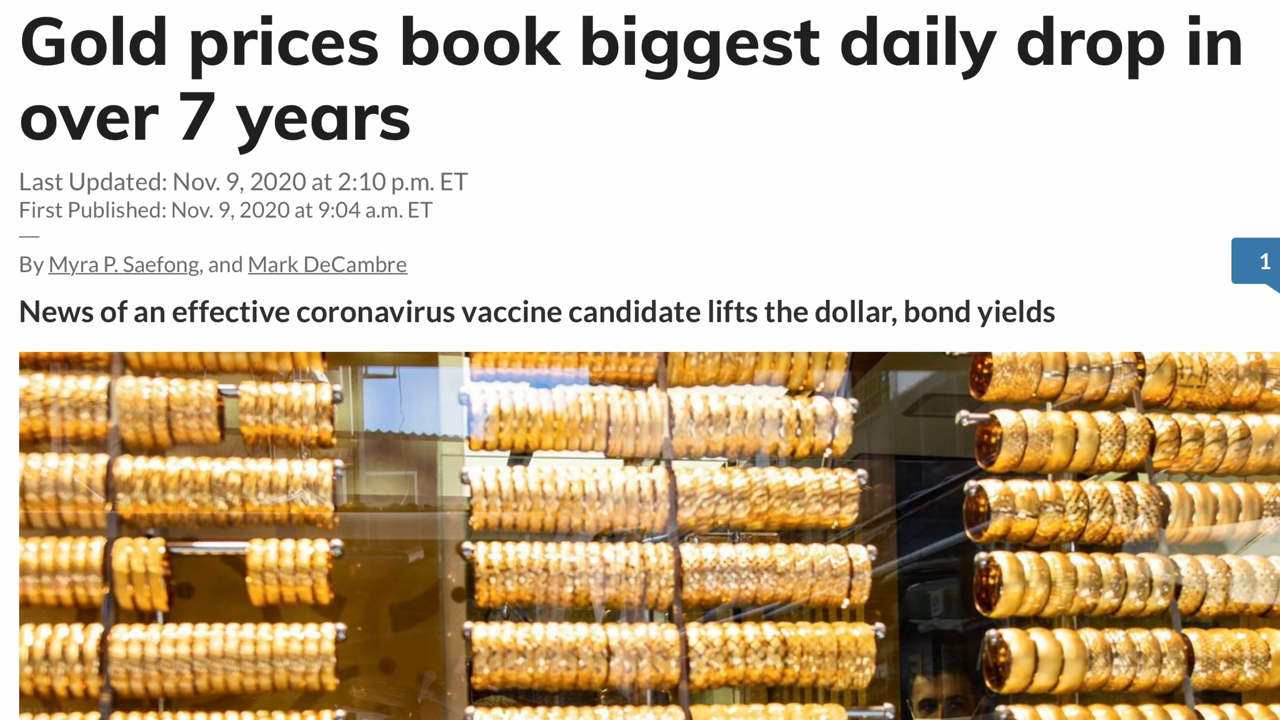 Gold prices book biggest daily drop in
over 7 years
Last Updated: Nov. 9, 2020 at 2:10 p.m. ET
First Published: Nov. 9, 2020 at 9:04 a.m. ET
By Myra P. Saefong, and Mark DeCambre
1
News of an effective coronavirus vaccine candidate lifts the dollar, bond yields